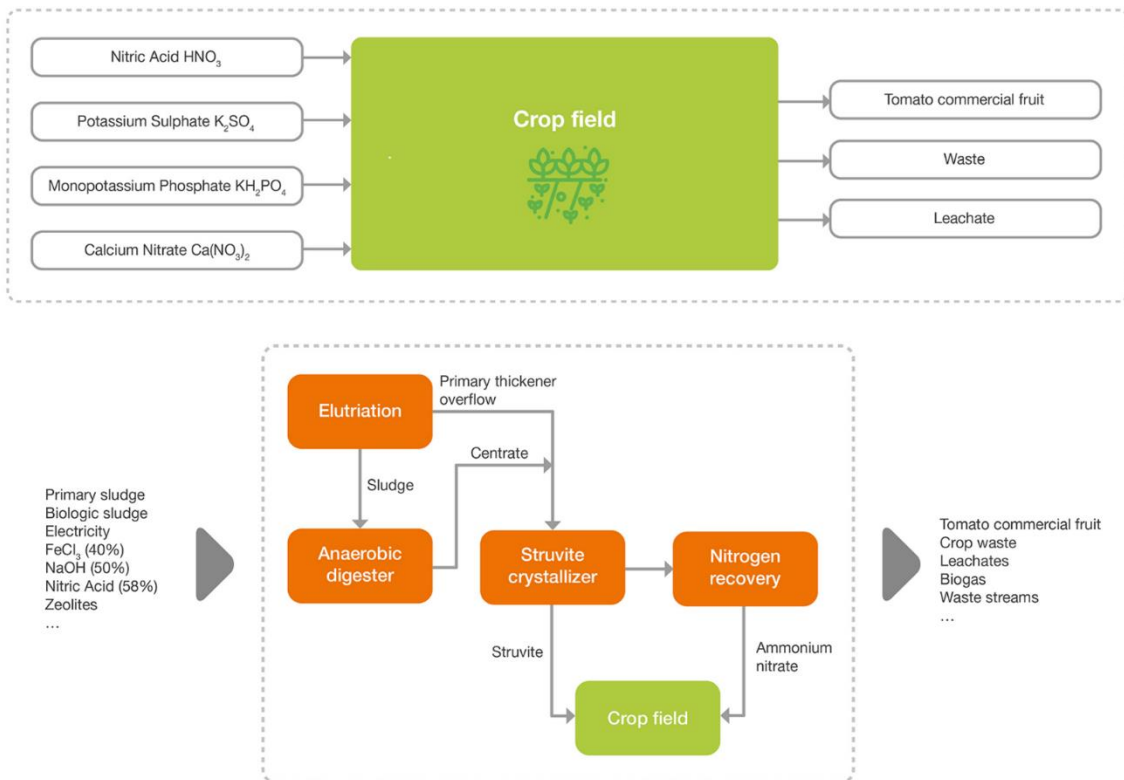 Nitric Acid HNO₃
Potassium Sulphate K₂SO₄
Monopotassium Phosphate KH₂PO₄
Calcium Nitrate Ca(NO₃)₂
Crop field
Tomato commercial fruit
Waste
Leachate
Primary sludge
Biologic sludge
Electricity
FeCl₃ (40%)
NaOH (50%)
Nitric Acid (58%)
Zeolites
...
Elutriation
Primary thickener
overflow
Sludge
Centrate
Anaerobic
digester
Struvite
crystallizer
Nitrogen
recovery
Struvite
Ammonium
nitrate
Crop field
Tomato commercial fruit
Crop waste
Leachates
Biogas
Waste streams
...